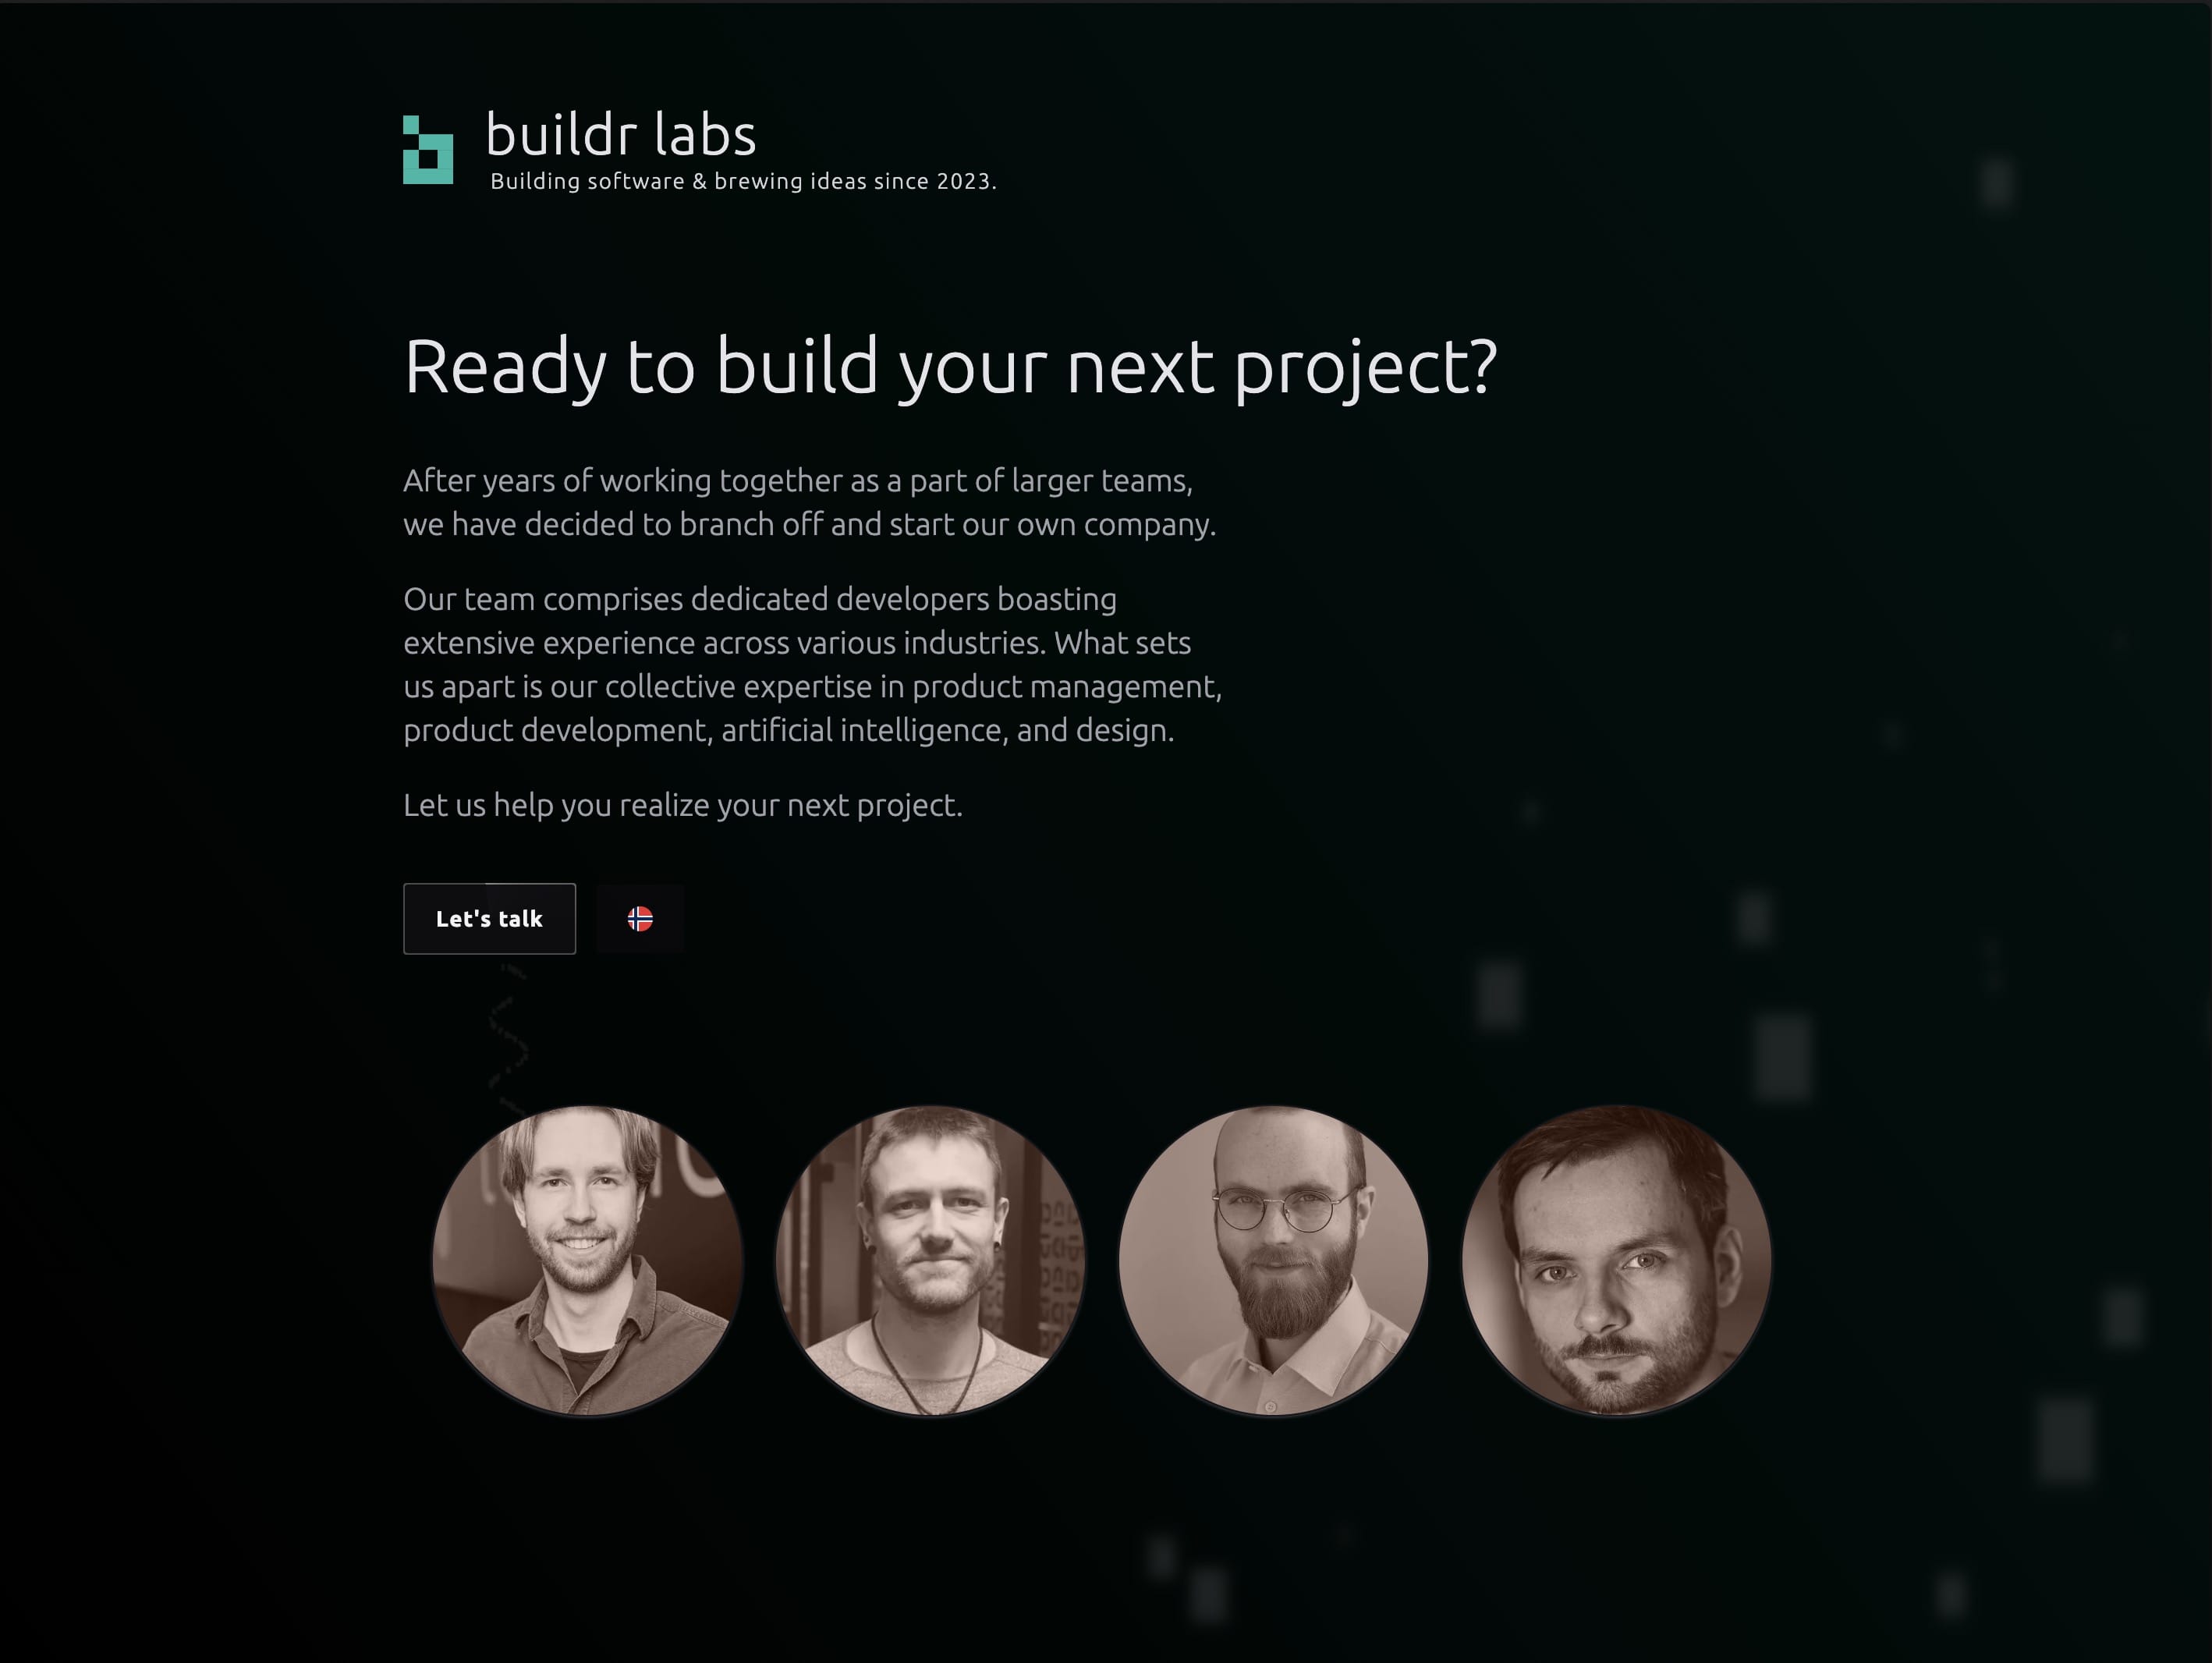 buildr labs
Building software & brewing ideas since 2023.
Ready to build your next project?
After years of working together as a part of larger teams,
we have decided to branch off and start our own company.
Our team comprises dedicated developers boasting
extensive experience across various industries. What sets
us apart is our collective expertise in product management,
product development, artificial intelligence, and design.
Let us help you realize your next project.
Let's talk